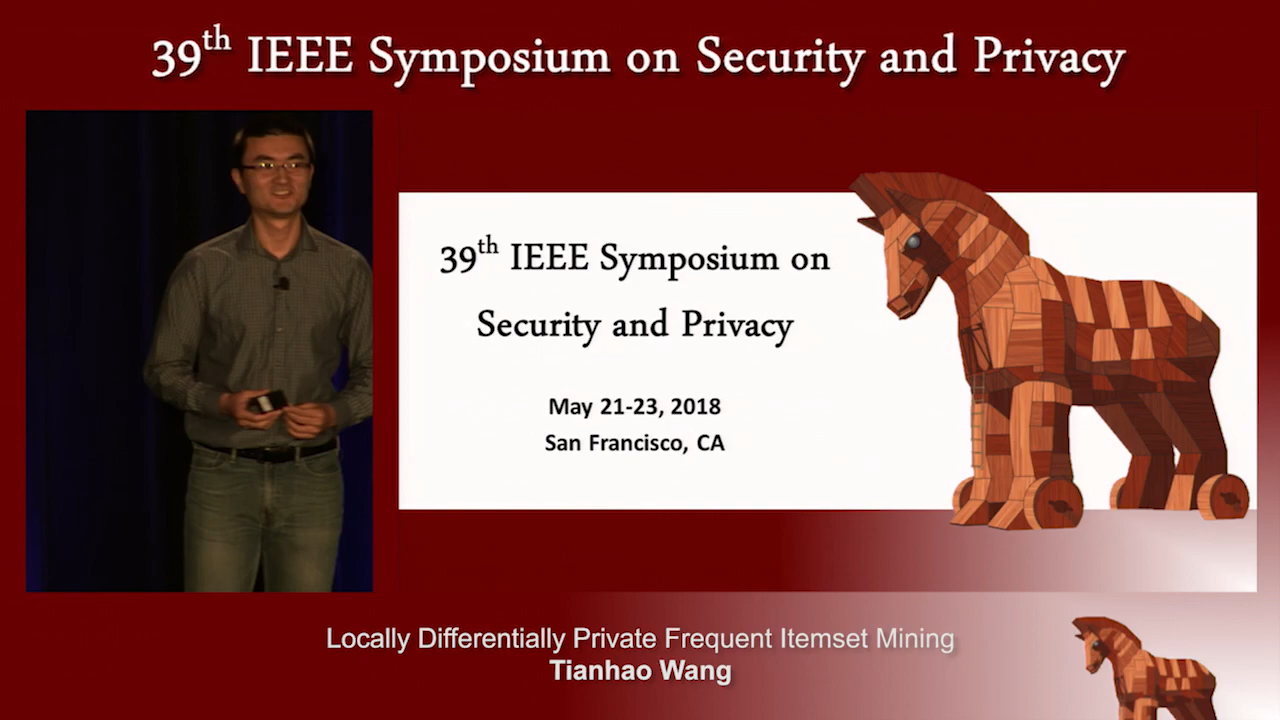 39th IEEE Symposium on Security and Privacy
39th IEEE Symposium on
Security and Privacy
May 21-23, 2018
San Francisco, CA
Locally Differentially Private Frequent Itemset Mining
Tianhao Wang